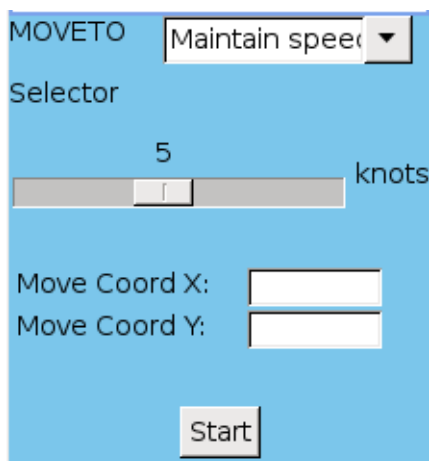 MOVETO Maintain speed
Selector
5
knots
Move Coord X:
Move Coord Y:
Start